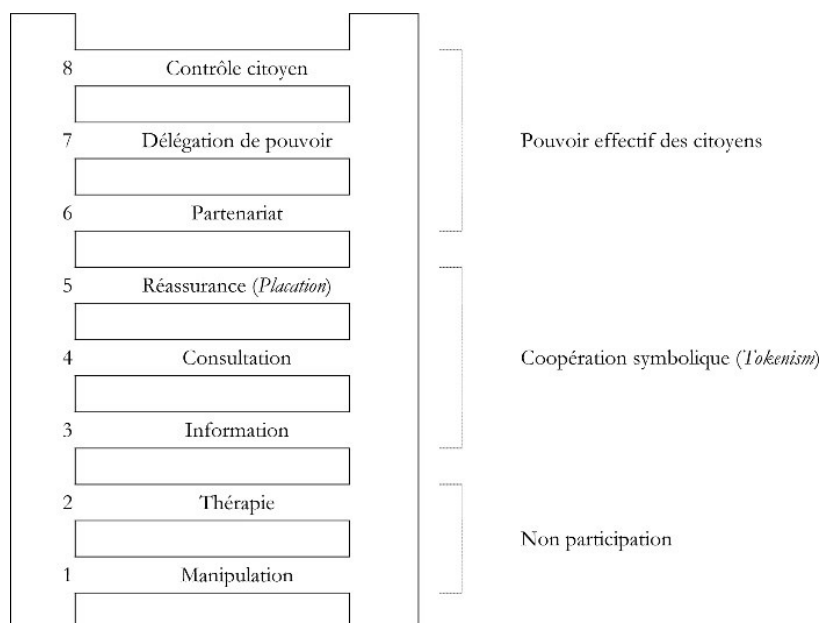 8 Contrôle citoyen
7 Délégation de pouvoir
Pouvoir effectif des citoyens
6 Partenariat
5 Réassurance (Placation)
4 Consultation
Coopération symbolique (Tokenism)
3 Information
2 Thérapie
Non participation
1 Manipulation